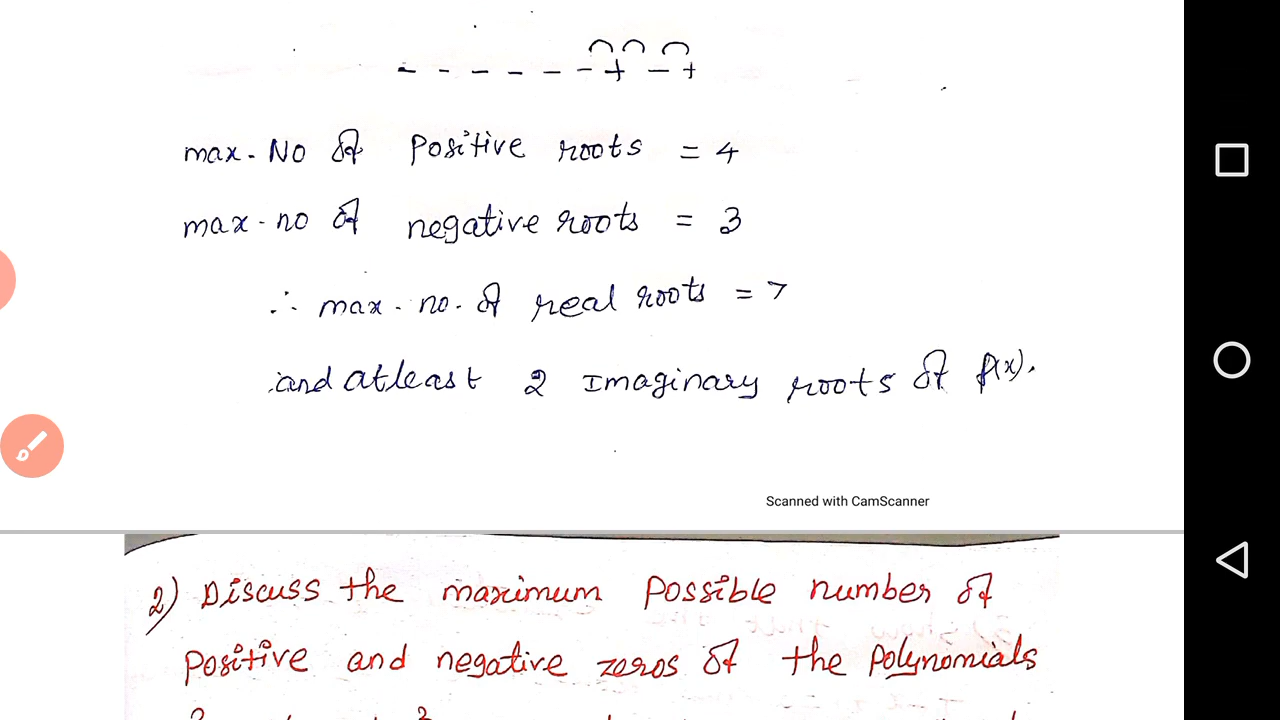 - - - - - - + - +
max. No of Positive roots = 4
max. no of negative roots = 3
∴ max. no. of real roots = 7
and atleast 2 Imaginary roots of f(x).
Scanned with CamScanner
2) Discuss the maximum Possible number of
Positive and negative zeros of the Polynomials